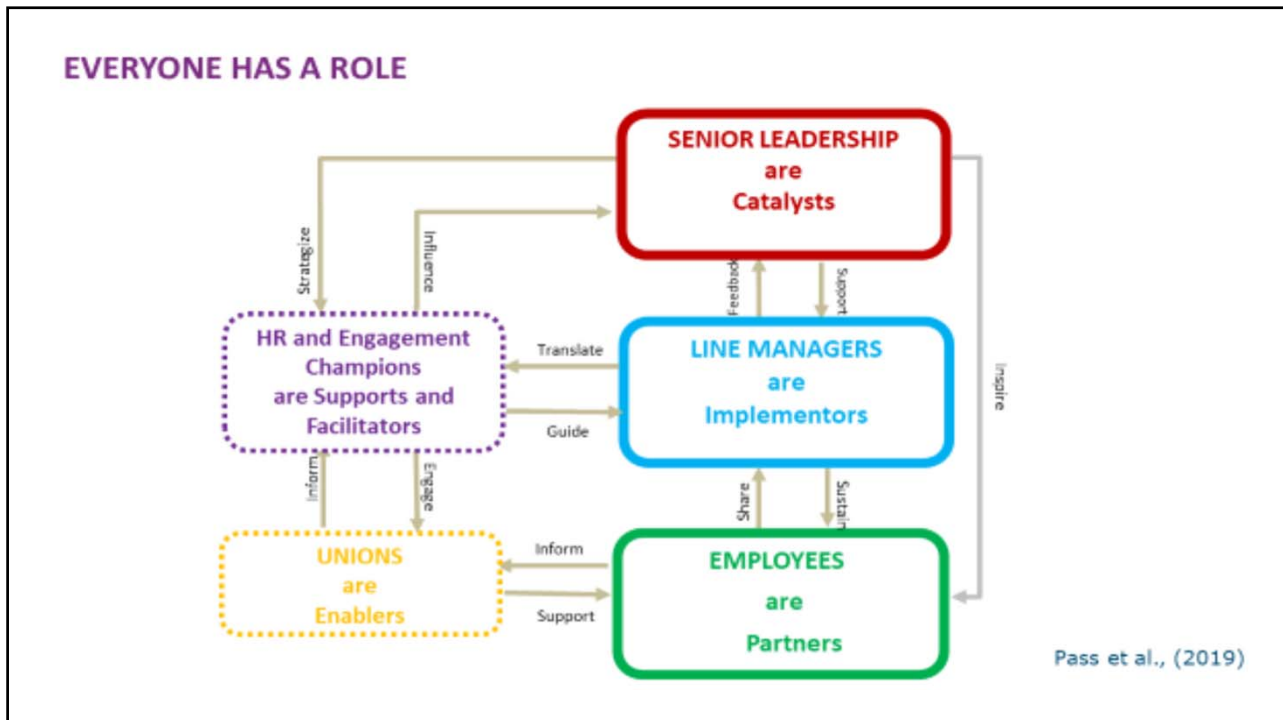 EVERYONE HAS A ROLE
SENIOR LEADERSHIP
are
Catalysts
Strategize
Influence
Feedback
Support
HR and Engagement
Champions
are Supports and
Facilitators
Translate
Guide
LINE MANAGERS
are
Implementors
Inspire
Inform
Engage
Share
Sustain
UNIONS
are
Enablers
Inform
Support
EMPLOYEES
are
Partners
Pass et al., (2019)